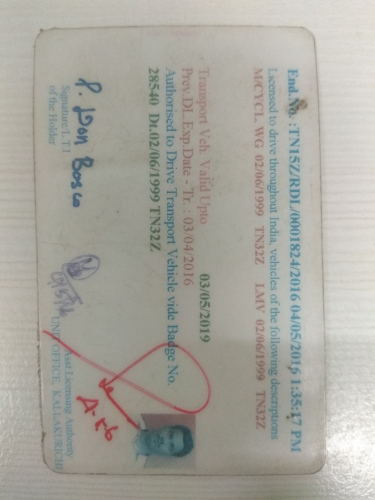 End.No. :TN15Z/RDL/0001824/2016 04/05/2016 1:35:17 PM
Licensed to drive throughout India, vehicles of the following descriptions
M/CYCL. WG 02/06/1999 TN32Z LMV 02/06/1999 TN32Z
Transport Veh. Valid Upto 03/05/2019
Prev.DL.Exp.Date - Tr. : 03/04/2016
Authorised to Drive Transport Vehicle vide Badge No.
28540 Dt.02/06/1999 TN32Z
P. Don Bosco
Signature/L.T.I
of the Holder
Asst Licensing Authority
UNIT OFFICE, KALLAKURICHI